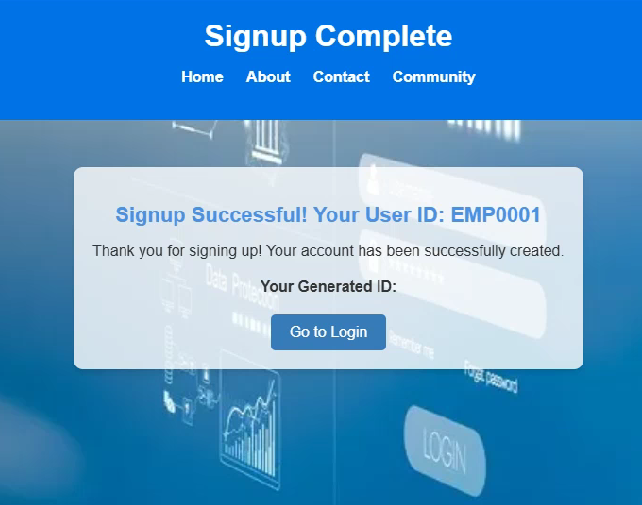 Signup Complete
Home About Contact Community
Signup Successful! Your User ID: EMP0001
Thank you for signing up! Your account has been successfully created.
Your Generated ID:
Data Protection
Go to Login
Remember me
Forgot password
LOGIN